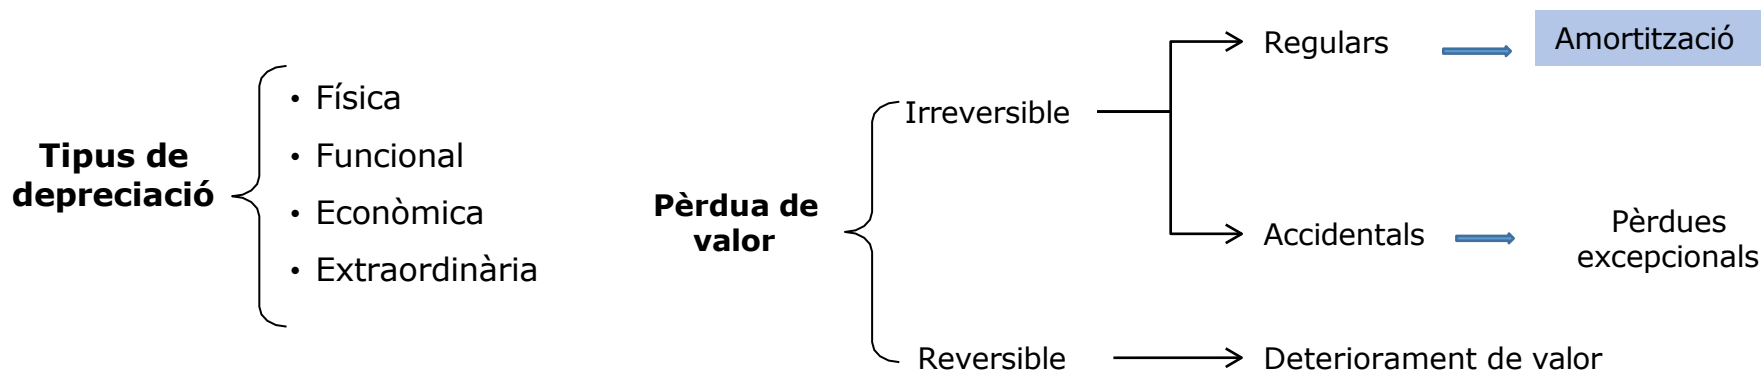 Tipus de
depreciació
• Física
• Funcional
• Econòmica
• Extraordinària
Pèrdua de
valor
Irreversible
Regulars
Amortització
Accidentals
Pèrdues
excepcionals
Reversible
Deteriorament de valor